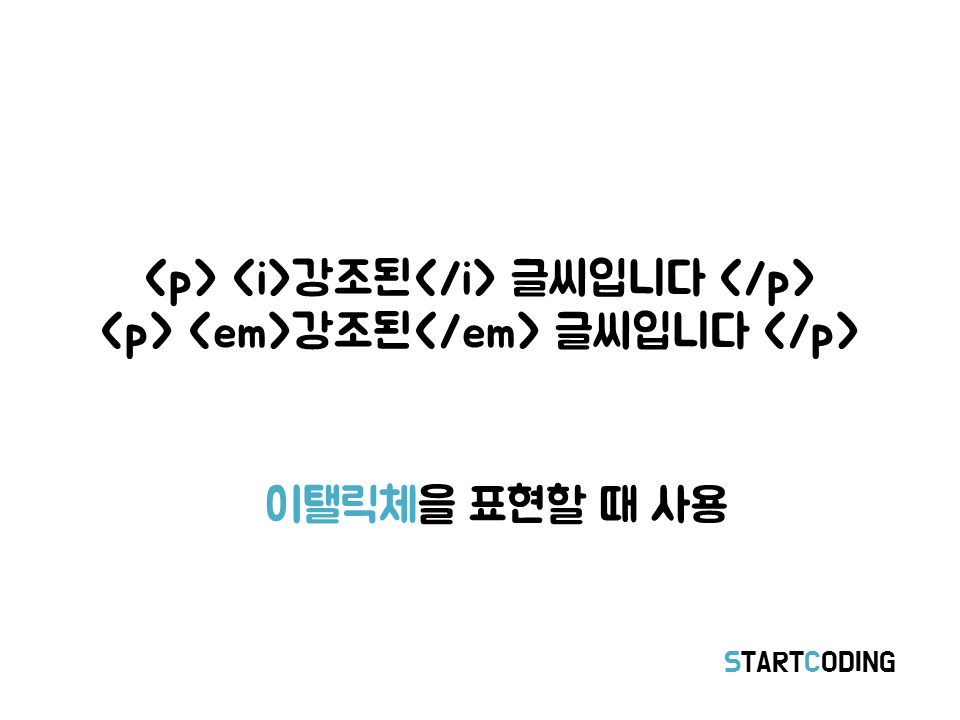 <p> <i>강조된</i> 글씨입니다 </p>
<p> <em>강조된</em> 글씨입니다 </p>
이탤릭체을 표현할 때 사용
STARTCODING